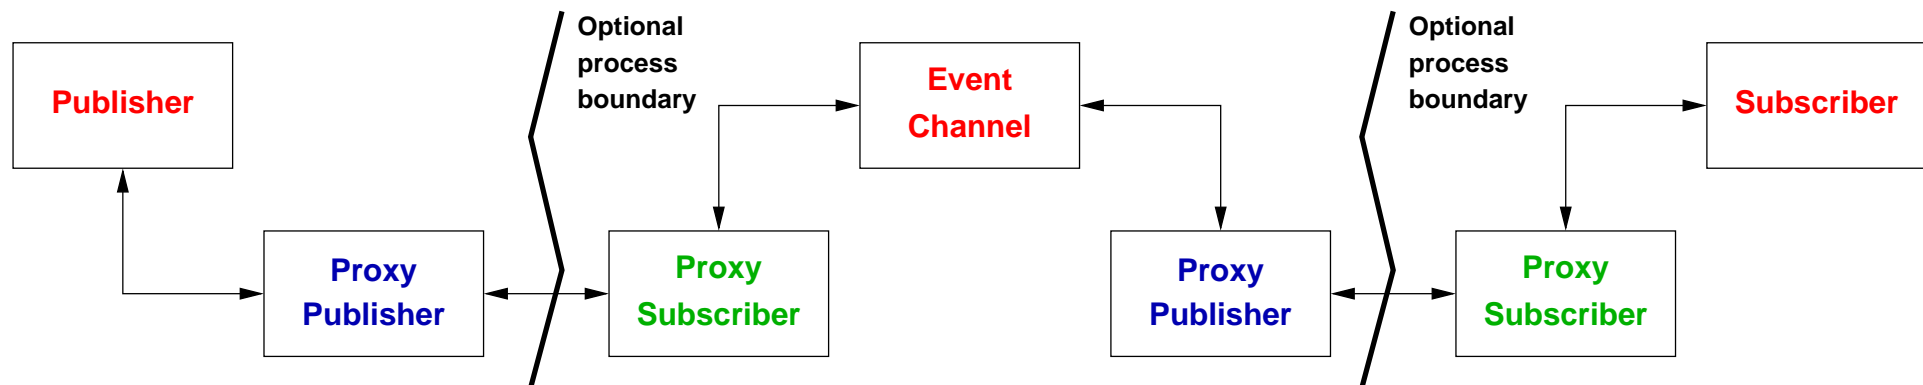 Publisher
Proxy
Publisher
Optional
process
boundary
Proxy
Subscriber
Event
Channel
Proxy
Publisher
Optional
process
boundary
Proxy
Subscriber
Subscriber